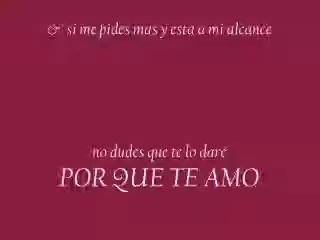 & si me pides mas y esta a mi alcance
no dudes que te lo daré
POR QUE TE AMO